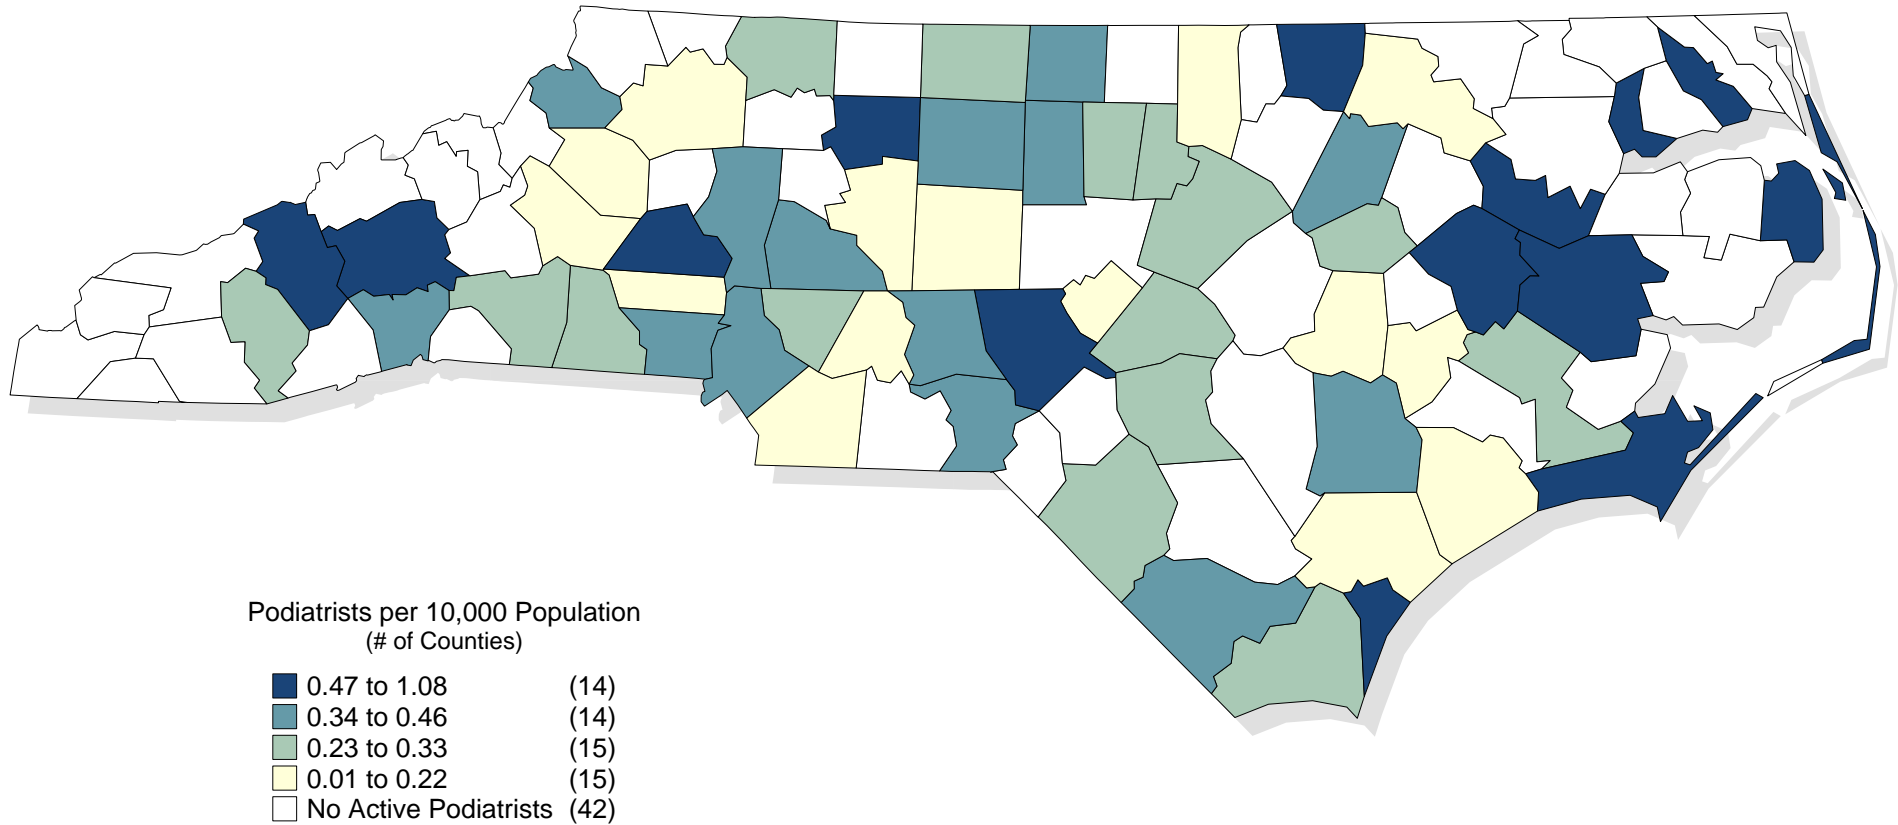 Podiatrists per 10,000 Population
(# of Counties)
0.47 to 1.08 (14)
0.34 to 0.46 (14)
0.23 to 0.33 (15)
0.01 to 0.22 (15)
No Active Podiatrists (42)